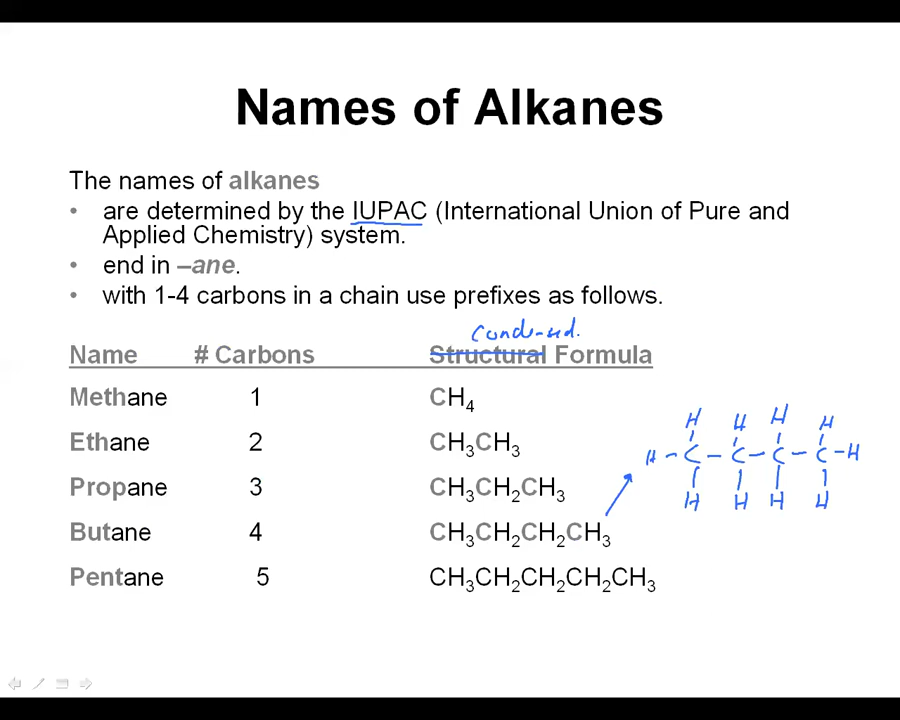 Names of Alkanes
The names of alkanes
• are determined by the IUPAC (International Union of Pure and
Applied Chemistry) system.
• end in –ane.
• with 1-4 carbons in a chain use prefixes as follows.
Condensed.
Name # Carbons Structural Formula
Methane 1 CH₄
Ethane 2 CH₃CH₃
Propane 3 CH₃CH₂CH₃
Butane 4 CH₃CH₂CH₂CH₃
Pentane 5 CH₃CH₂CH₂CH₂CH₃
H H H H
H - C - C - C - C - H
H H H H